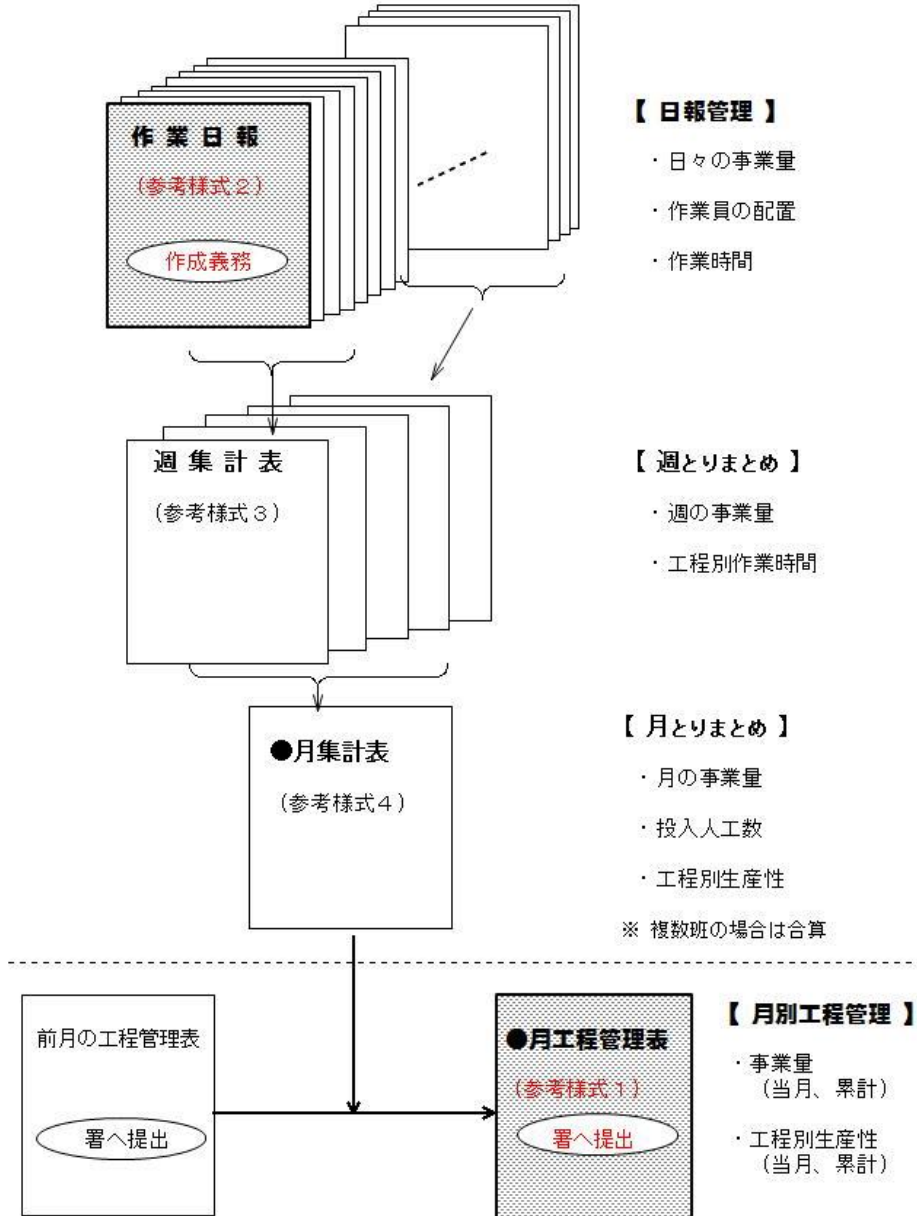 作業日報
(参考様式2)
作成義務
【 日報管理 】
・日々の事業量
・作業員の配置
・作業時間
週集計表
(参考様式3)
【 週とりまとめ 】
・週の事業量
・工程別作業時間
●月集計表
(参考様式4)
【 月とりまとめ 】
・月の事業量
・投入人工数
・工程別生産性
※ 複数班の場合は合算
前月の工程管理表
署へ提出
●月工程管理表
(参考様式1)
署へ提出
【 月別工程管理 】
・事業量
(当月、累計)
・工程別生産性
(当月、累計)